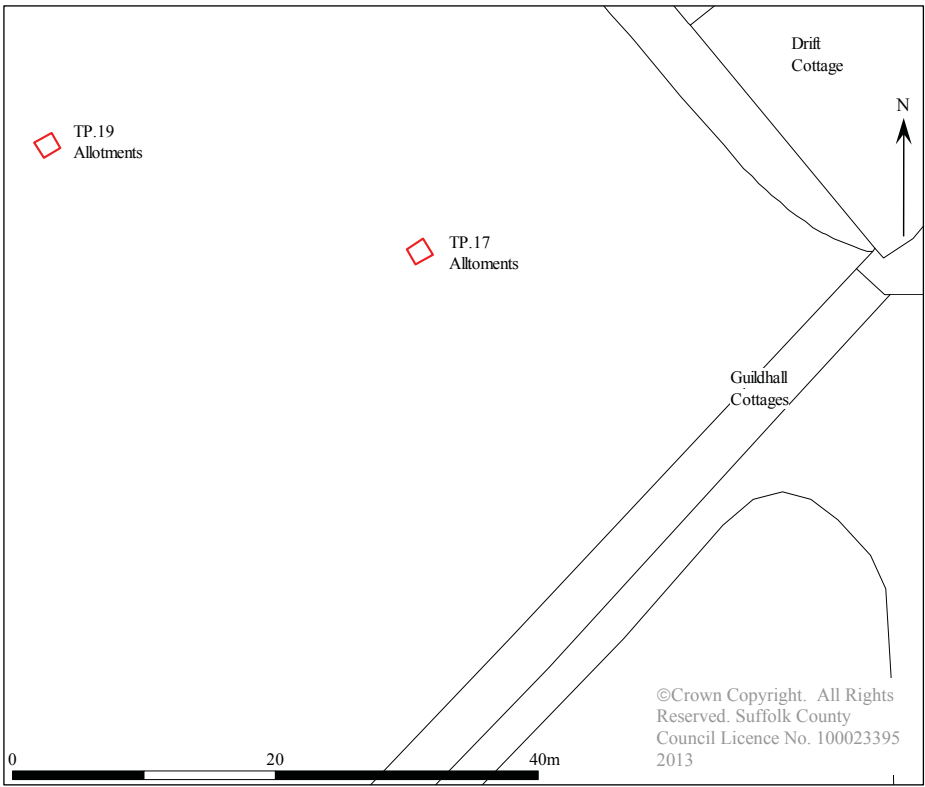 Drift
Cottage
N
TP.19
Allotments
TP.17
Alltoments
Guildhall
Cottages
©Crown Copyright. All Rights
Reserved. Suffolk County
Council Licence No. 100023395
2013
0 20 40m